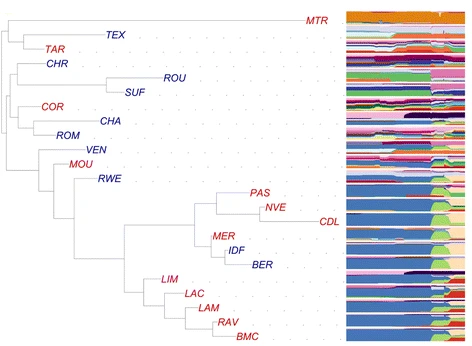 MTR
TEX
TAR
CHR
ROU
SUF
COR
CHA
ROM
VEN
MOU
RWE
PAS
NVE
CDL
MER
IDF
BER
LIM
LAC
LAM
RAV
BMC